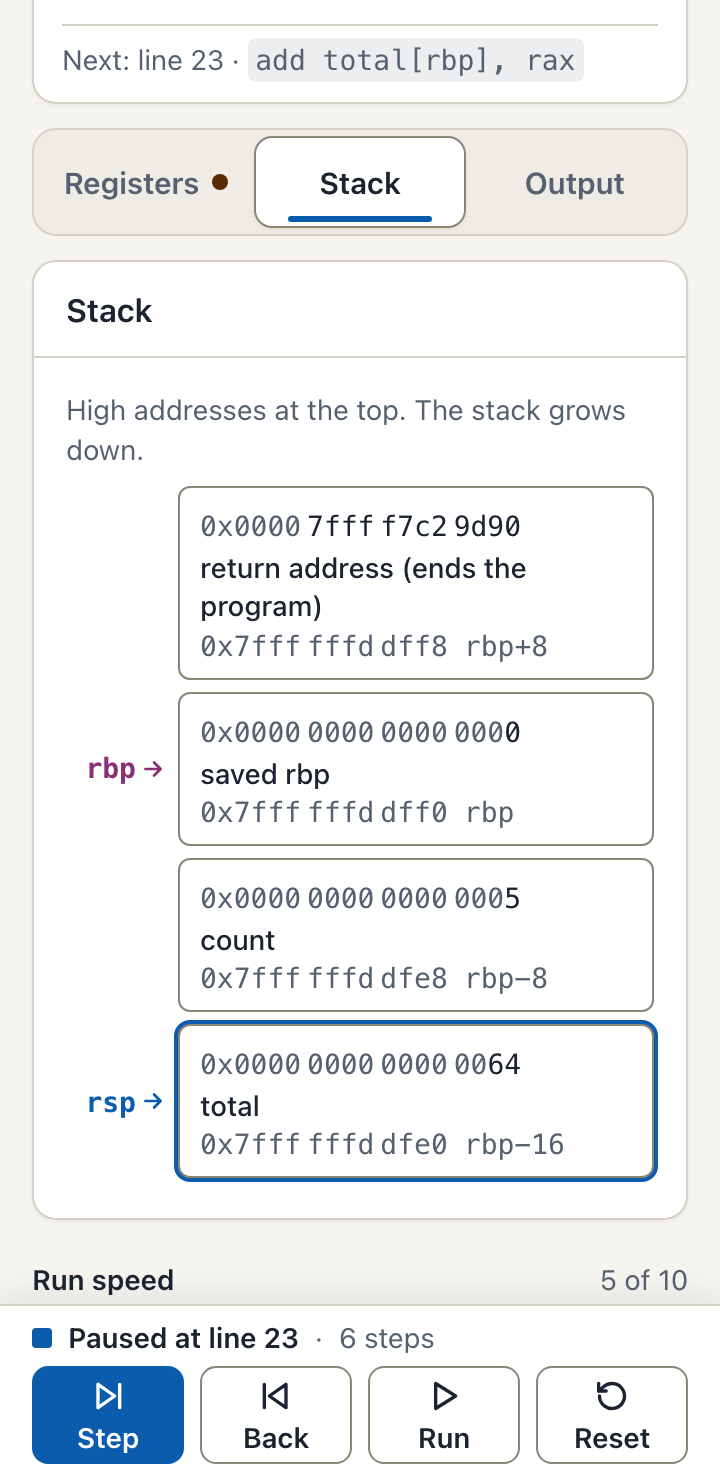 Next: line 23 · add total[rbp], rax
Registers Stack Output
Stack
High addresses at the top. The stack grows
down.
0x0000 7fff f7c2 9d90
return address (ends the
program)
0x7fff fffd dff8 rbp+8
0x0000 0000 0000 0000
rbp → saved rbp
0x7fff fffd dff0 rbp
0x0000 0000 0000 0005
count
0x7fff fffd dfe8 rbp−8
0x0000 0000 0000 0064
rsp → total
0x7fff fffd dfe0 rbp−16
Run speed 5 of 10
Paused at line 23 · 6 steps
Step Back Run Reset